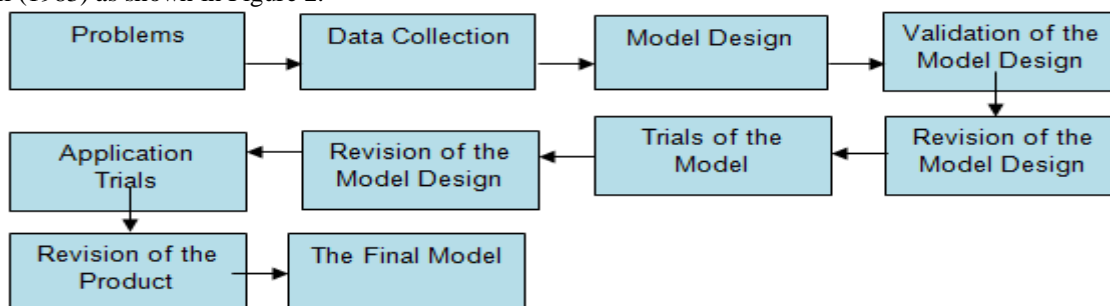 (1983) as shown in Figure 2.
Problems
Data Collection
Model Design
Validation of the
Model Design
Revision of the
Model Design
Trials of the
Model
Revision of the
Model Design
Application
Trials
Revision of the
Product
The Final Model